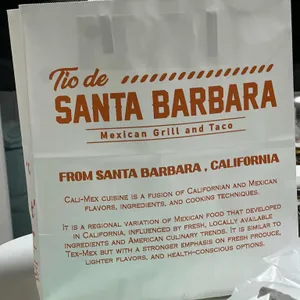 Tio de
SANTA BARBARA
Mexican Grill and Taco
FROM SANTA BARBARA , CALIFORNIA
CALI-MEX CUISINE IS A FUSION OF CALIFORNIAN AND MEXICAN
FLAVORS, INGREDIENTS, AND COOKING TECHNIQUES.
IT IS A REGIONAL VARIATION OF MEXICAN FOOD THAT DEVELOPED
IN CALIFORNIA, INFLUENCED BY FRESH, LOCALLY AVAILABLE
INGREDIENTS AND AMERICAN CULINARY TRENDS. IT IS SIMILAR TO
TEX-MEX BUT WITH A STRONGER EMPHASIS ON FRESH PRODUCE,
LIGHTER FLAVORS, AND HEALTH-CONSCIOUS OPTIONS.